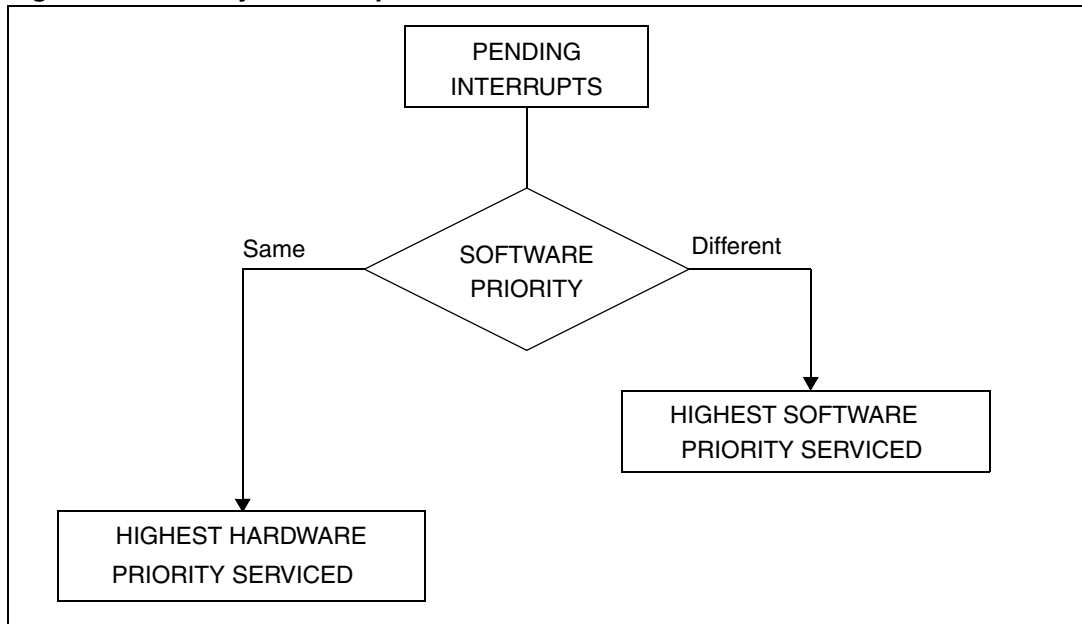 PENDING
INTERRUPTS
Same
Different
SOFTWARE
PRIORITY
HIGHEST SOFTWARE
PRIORITY SERVICED
HIGHEST HARDWARE
PRIORITY SERVICED